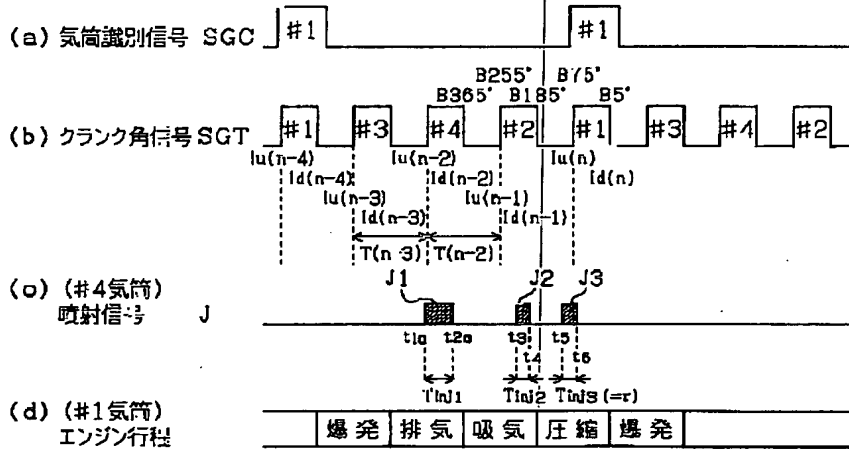 (a) 気筒識別信号 SGC
#1 #1
B255° B75°
B365° B185° B5°
(b) クランク角信号 SGT
#1 #3 #4 #2 #1 #3 #4 #2
Iu(n-4) Iu(n-2) Iu(n)
Id(n-4) Id(n-2) Id(n)
Iu(n-3) Iu(n-1)
Id(n-3) Id(n-1)
T(n-3) T(n-2)
(c) (#4気筒)
噴射信号 J
J1 J2 J3
t1a t2a t3 t4 t5 t6
Tinj1 Tinj2 Tinj3 (=r)
(d) (#1気筒)
エンジン行程
爆発 排気 吸気 圧縮 爆発